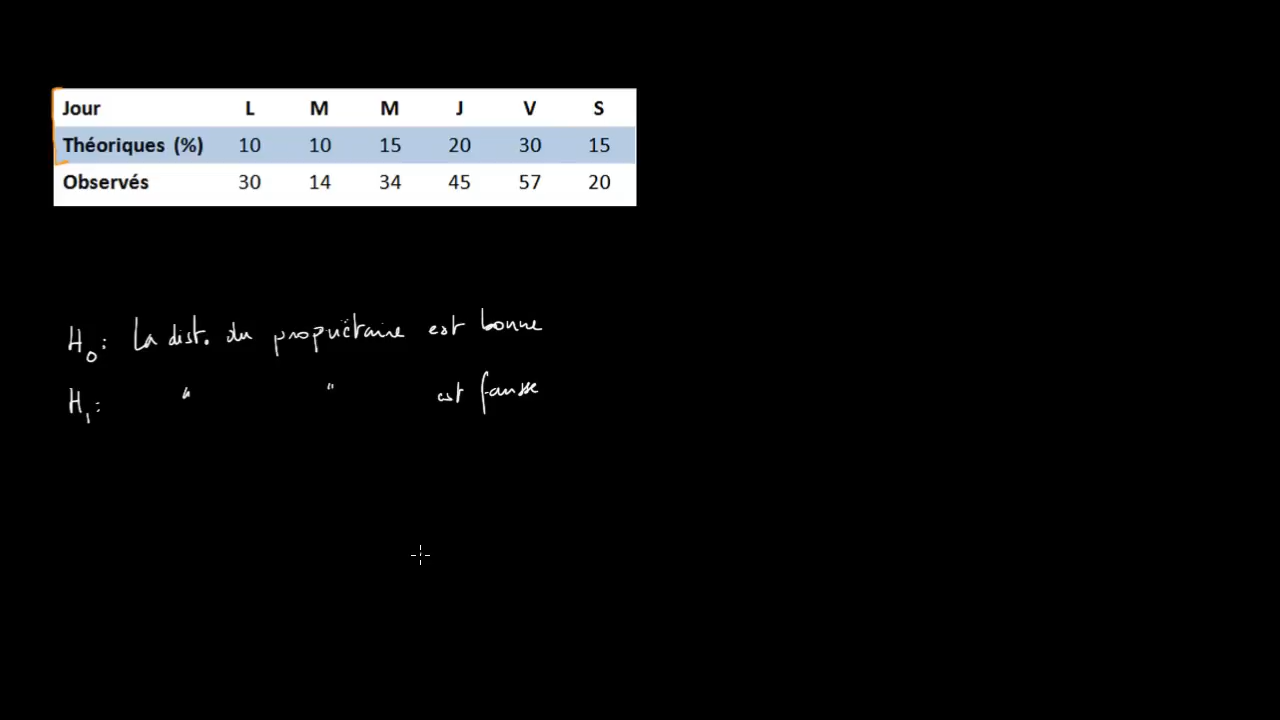 Jour L M M J V S
Théoriques (%) 10 10 15 20 30 15
Observés 30 14 34 45 57 20
H0: La dist. du propriétaire est bonne
H1: " " est fausse